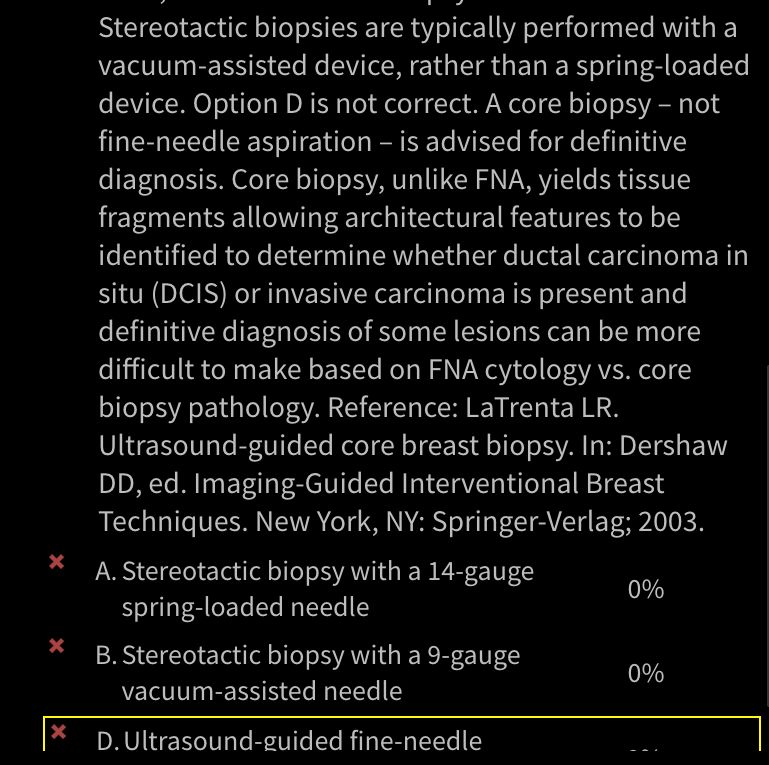 Stereotactic biopsies are typically performed with a
vacuum-assisted device, rather than a spring-loaded
device. Option D is not correct. A core biopsy – not
fine-needle aspiration – is advised for definitive
diagnosis. Core biopsy, unlike FNA, yields tissue
fragments allowing architectural features to be
identified to determine whether ductal carcinoma in
situ (DCIS) or invasive carcinoma is present and
definitive diagnosis of some lesions can be more
difficult to make based on FNA cytology vs. core
biopsy pathology. Reference: LaTrenta LR.
Ultrasound-guided core breast biopsy. In: Dershaw
DD, ed. Imaging-Guided Interventional Breast
Techniques. New York, NY: Springer-Verlag; 2003.
A. Stereotactic biopsy with a 14-gauge
spring-loaded needle
0%
B. Stereotactic biopsy with a 9-gauge
vacuum-assisted needle
0%
D. Ultrasound-guided fine-needle